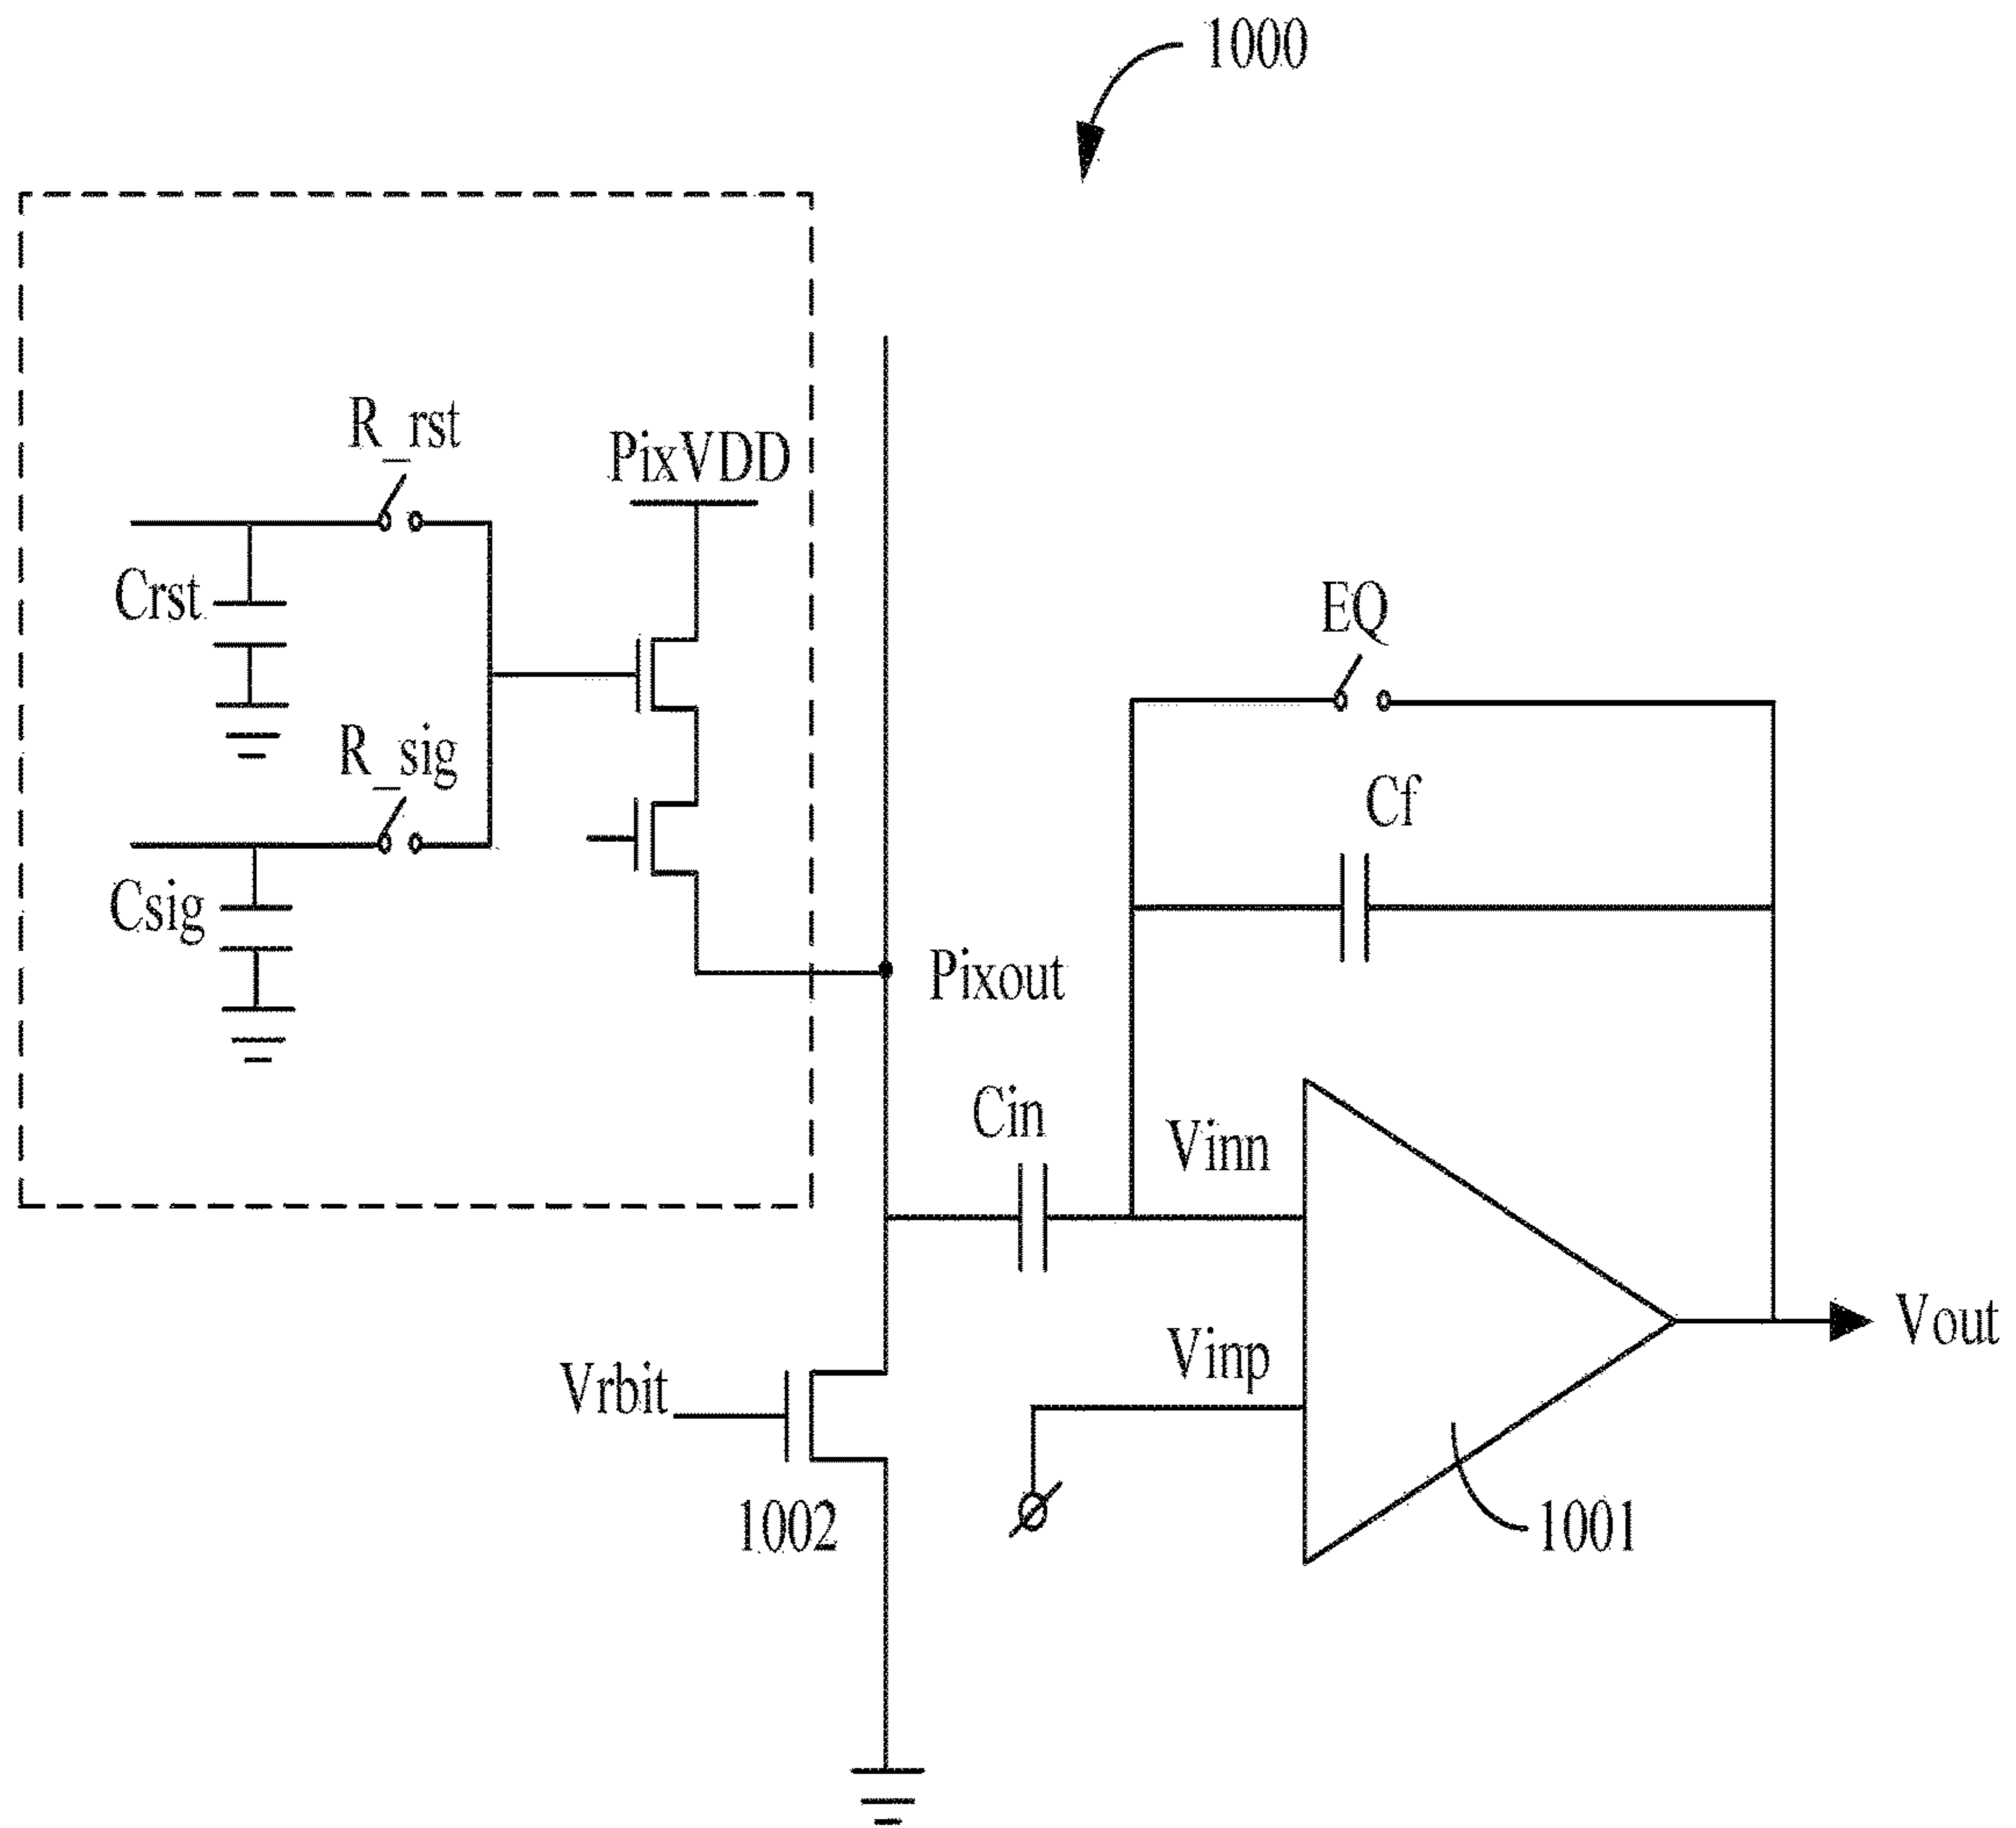 1000
R_rst
PixVDD
Crst
EQ
R_sig
Cf
Csig
Pixout
Cin
Vinn
Vout
Vinp
Vrbit
1002
1001